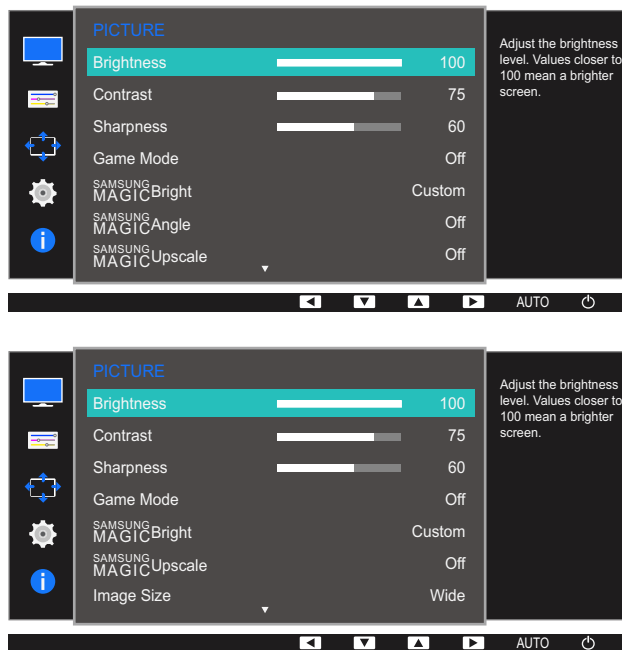 PICTURE
Brightness 100
Contrast 75
Sharpness 60
Game Mode Off
SAMSUNG MAGIC Bright Custom
SAMSUNG MAGIC Angle Off
SAMSUNG MAGIC Upscale Off
Adjust the brightness
level. Values closer to
100 mean a brighter
screen.
i
AUTO
PICTURE
Brightness 100
Contrast 75
Sharpness 60
Game Mode Off
SAMSUNG MAGIC Bright Custom
SAMSUNG MAGIC Upscale Off
Image Size Wide
Adjust the brightness
level. Values closer to
100 mean a brighter
screen.
i
AUTO